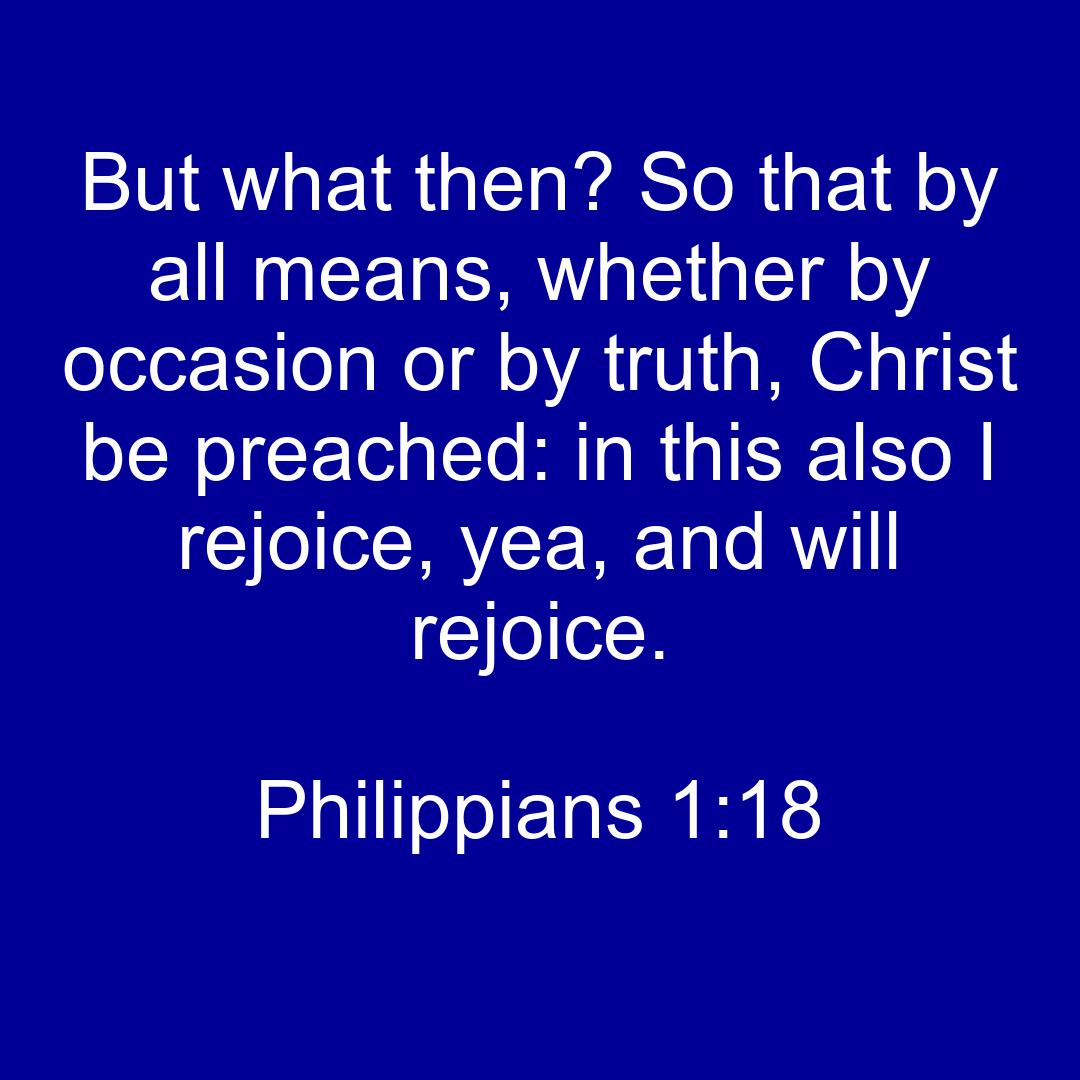 But what then? So that by
all means, whether by
occasion or by truth, Christ
be preached: in this also I
rejoice, yea, and will
rejoice.
Philippians 1:18